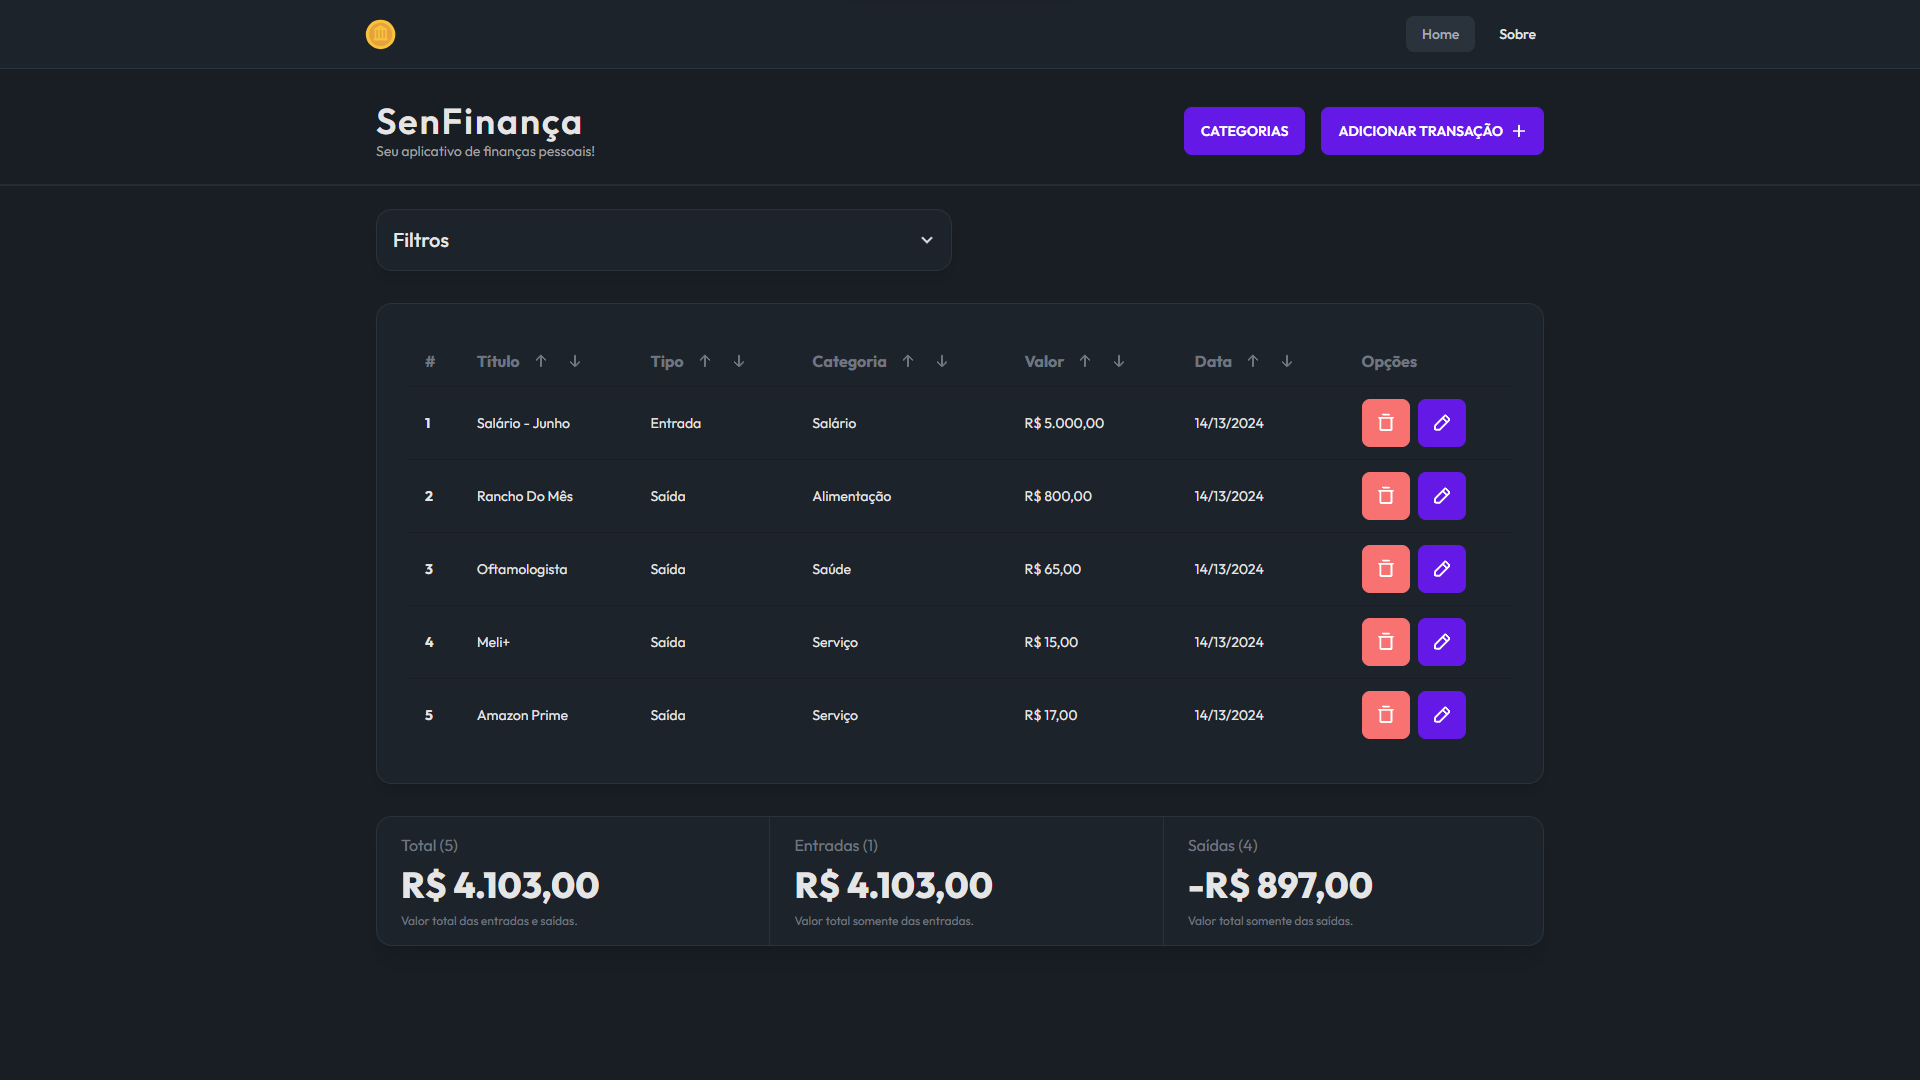 Home Sobre
SenFinança
Seu aplicativo de finanças pessoais!
CATEGORIAS ADICIONAR TRANSAÇÃO
Filtros
# Título Tipo Categoria Valor Data Opções
1 Salário - Junho Entrada Salário R$ 5.000,00 14/13/2024
2 Rancho Do Mês Saída Alimentação R$ 800,00 14/13/2024
3 Oftamologista Saída Saúde R$ 65,00 14/13/2024
4 Meli+ Saída Serviço R$ 15,00 14/13/2024
5 Amazon Prime Saída Serviço R$ 17,00 14/13/2024
Total (5)
R$ 4.103,00
Valor total das entradas e saídas.
Entradas (1)
R$ 4.103,00
Valor total somente das entradas.
Saídas (4)
-R$ 897,00
Valor total somente das saídas.